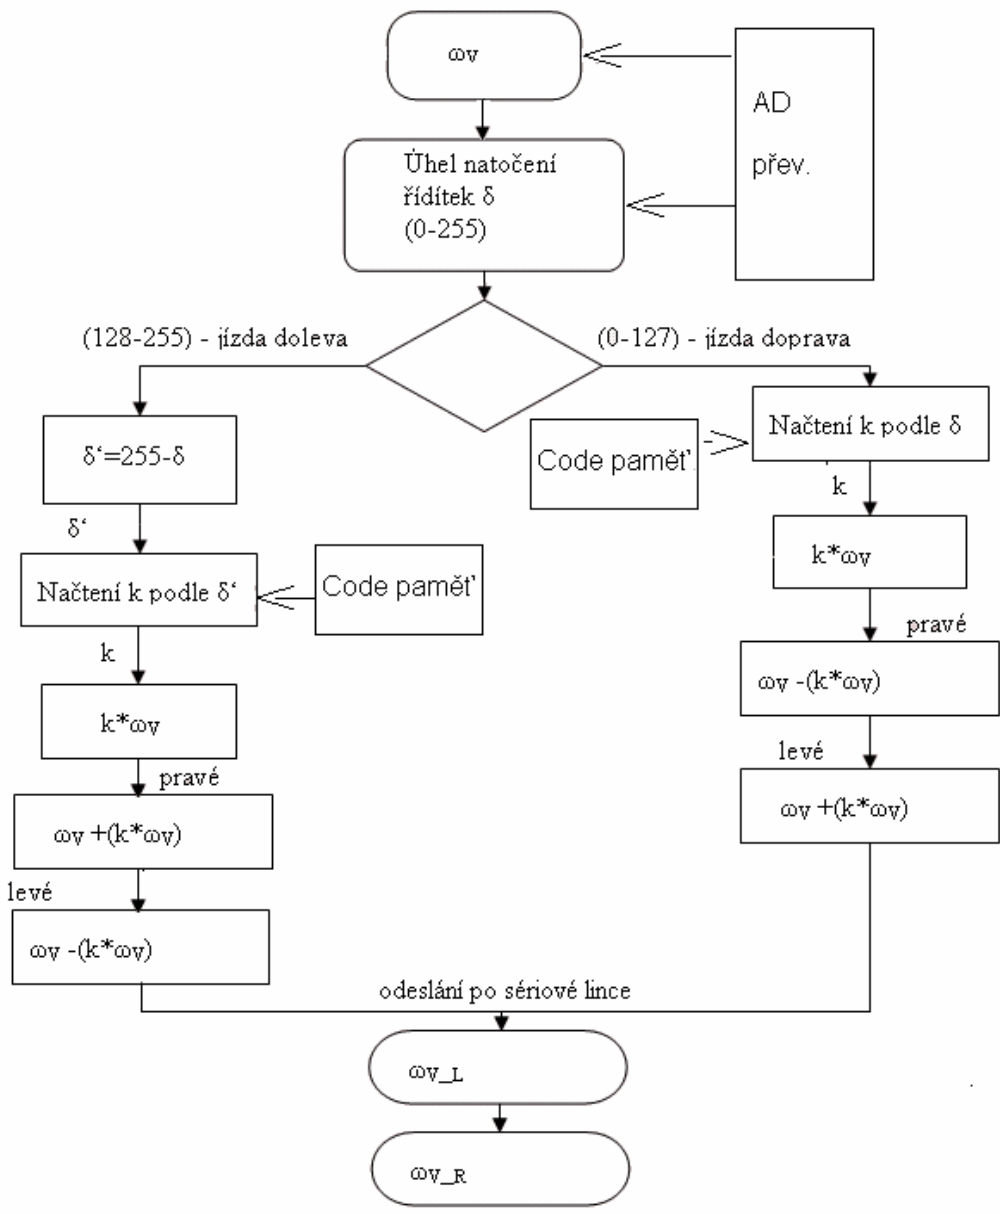 ωv
AD
přev.
Úhel natočení
řídítek δ
(0-255)
(128-255) - jízda doleva
(0-127) - jízda doprava
δ‘=255-δ
δ‘
Načtení k podle δ‘
Code paměť
k
k*ωv
pravé
ωv +(k*ωv)
levé
ωv -(k*ωv)
Načtení k podle δ
Code paměť
k
k*ωv
pravé
ωv -(k*ωv)
levé
ωv +(k*ωv)
odeslání po sériové lince
ωv_L
ωv_R